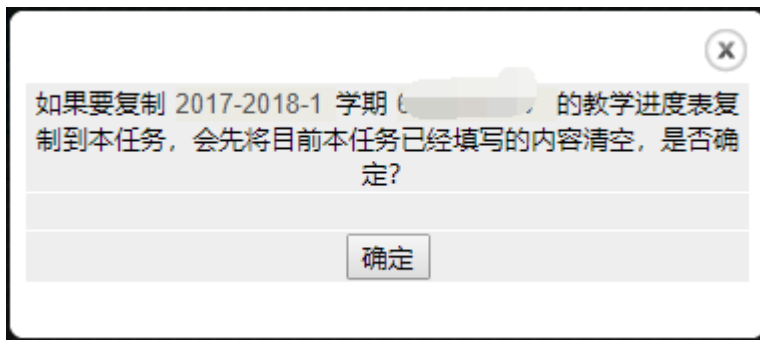 如果要复制 2017-2018-1 学期 6 的教学进度表复
制到本任务，会先将目前本任务已经填写的内容清空，是否确
定?
确定